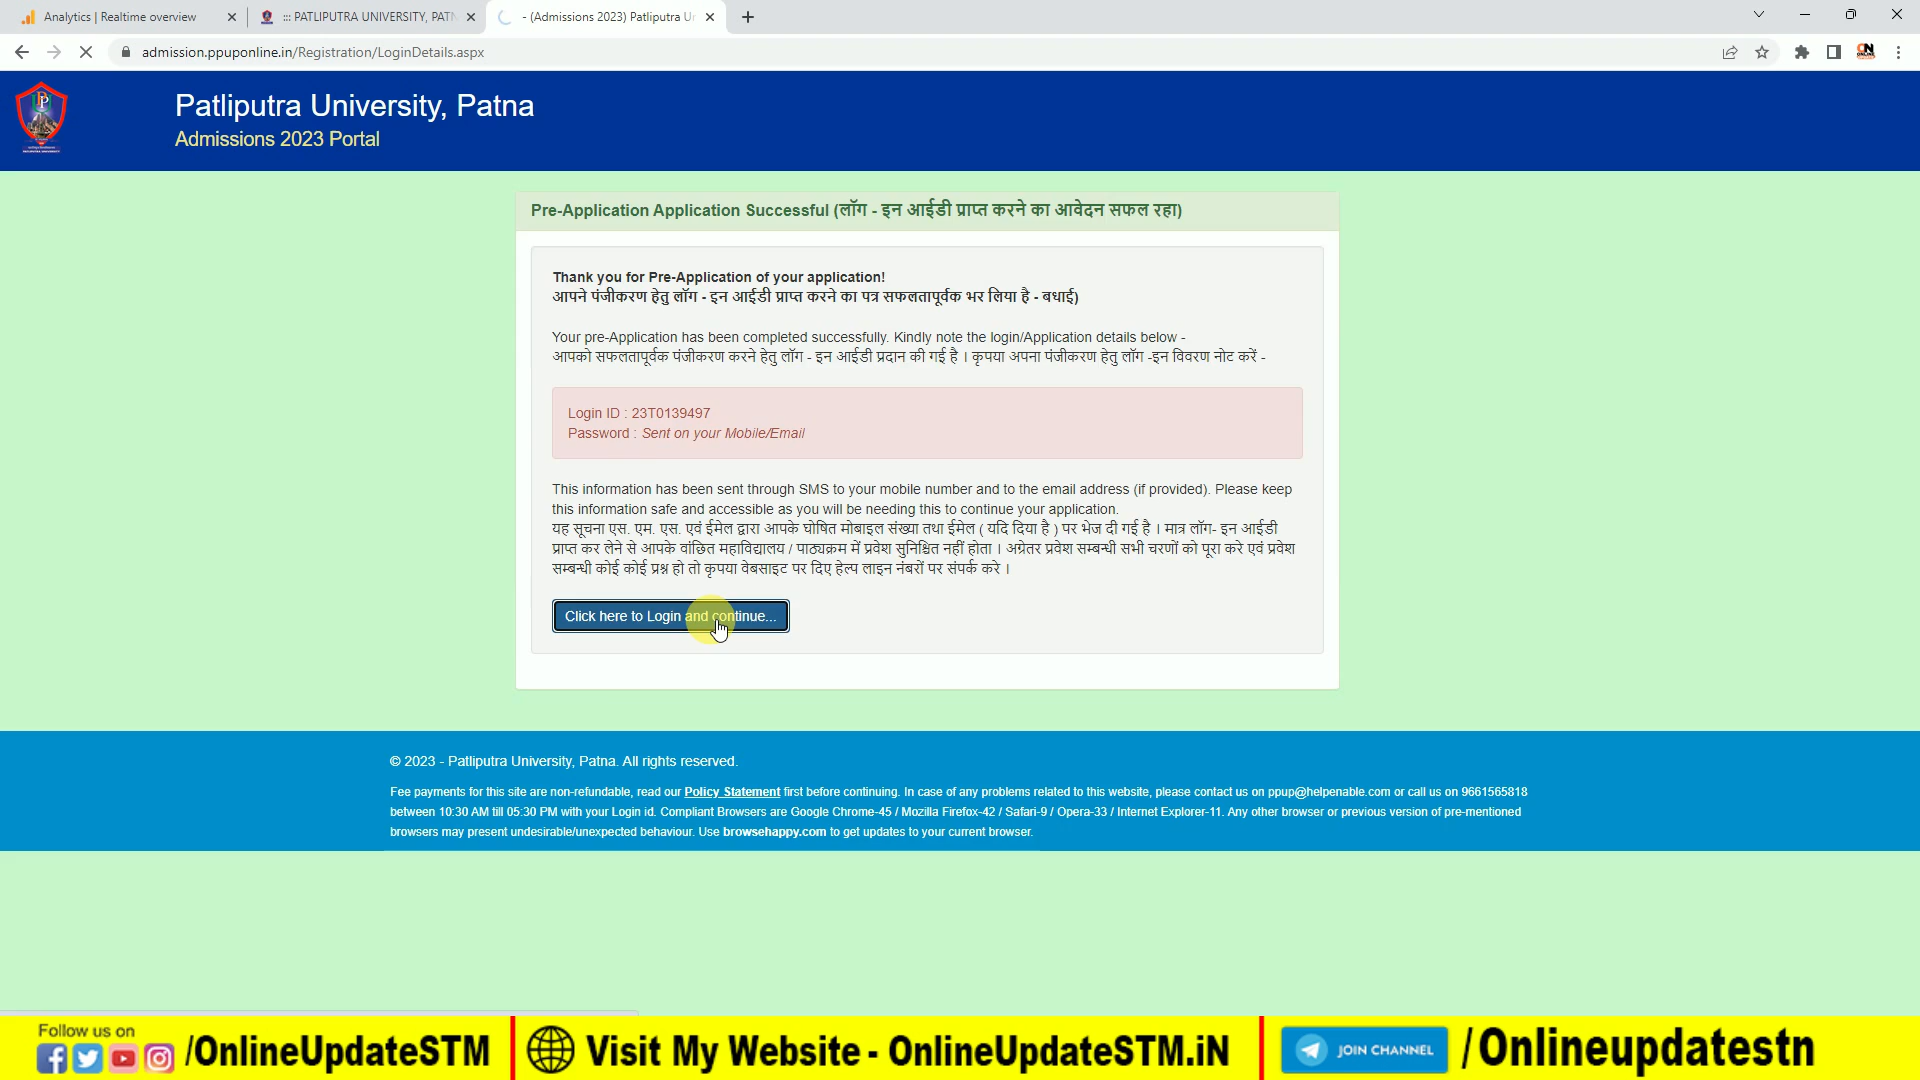 Analytics | Realtime overview
::: PATLIPUTRA UNIVERSITY, PATN
- (Admissions 2023) Patliputra Un
admission.ppuponline.in/Registration/LoginDetails.aspx
Patliputra University, Patna
Admissions 2023 Portal
Pre-Application Application Successful (लॉग - इन आईडी प्राप्त करने का आवेदन सफल रहा)
Thank you for Pre-Application of your application!
आपने पंजीकरण हेतु लॉग - इन आईडी प्राप्त करने का पत्र सफलतापूर्वक भर लिया है - बधाई)
Your pre-Application has been completed successfully. Kindly note the login/Application details below -
आपको सफलतापूर्वक पंजीकरण करने हेतु लॉग - इन आईडी प्रदान की गई है । कृपया अपना पंजीकरण हेतु लॉग -इन विवरण नोट करें -
Login ID : 23T0139497
Password : Sent on your Mobile/Email
This information has been sent through SMS to your mobile number and to the email address (if provided). Please keep
this information safe and accessible as you will be needing this to continue your application.
यह सूचना एस. एम. एस. एवं ईमेल द्वारा आपके घोषित मोबाइल संख्या तथा ईमेल ( यदि दिया है ) पर भेज दी गई है । मात्र लॉग- इन आईडी
प्राप्त कर लेने से आपके वांछित महाविद्यालय / पाठ्यक्रम में प्रवेश सुनिश्चित नहीं होता । अग्रेतर प्रवेश सम्बन्धी सभी चरणों को पूरा करे एवं प्रवेश
सम्बन्धी कोई कोई प्रश्न हो तो कृपया वेबसाइट पर दिए हेल्प लाइन नंबरों पर संपर्क करे ।
Click here to Login and continue...
© 2023 - Patliputra University, Patna. All rights reserved.
Fee payments for this site are non-refundable, read our Policy Statement first before continuing. In case of any problems related to this website, please contact us on ppup@helpenable.com or call us on 9661565818
between 10:30 AM till 05:30 PM with your Login id. Compliant Browsers are Google Chrome-45 / Mozilla Firefox-42 / Safari-9 / Opera-33 / Internet Explorer-11. Any other browser or previous version of pre-mentioned
browsers may present undesirable/unexpected behaviour. Use browsehappy.com to get updates to your current browser.
Follow us on
/OnlineUpdateSTM
Visit My Website - OnlineUpdateSTM.iN
JOIN CHANNEL
/Onlineupdatestn